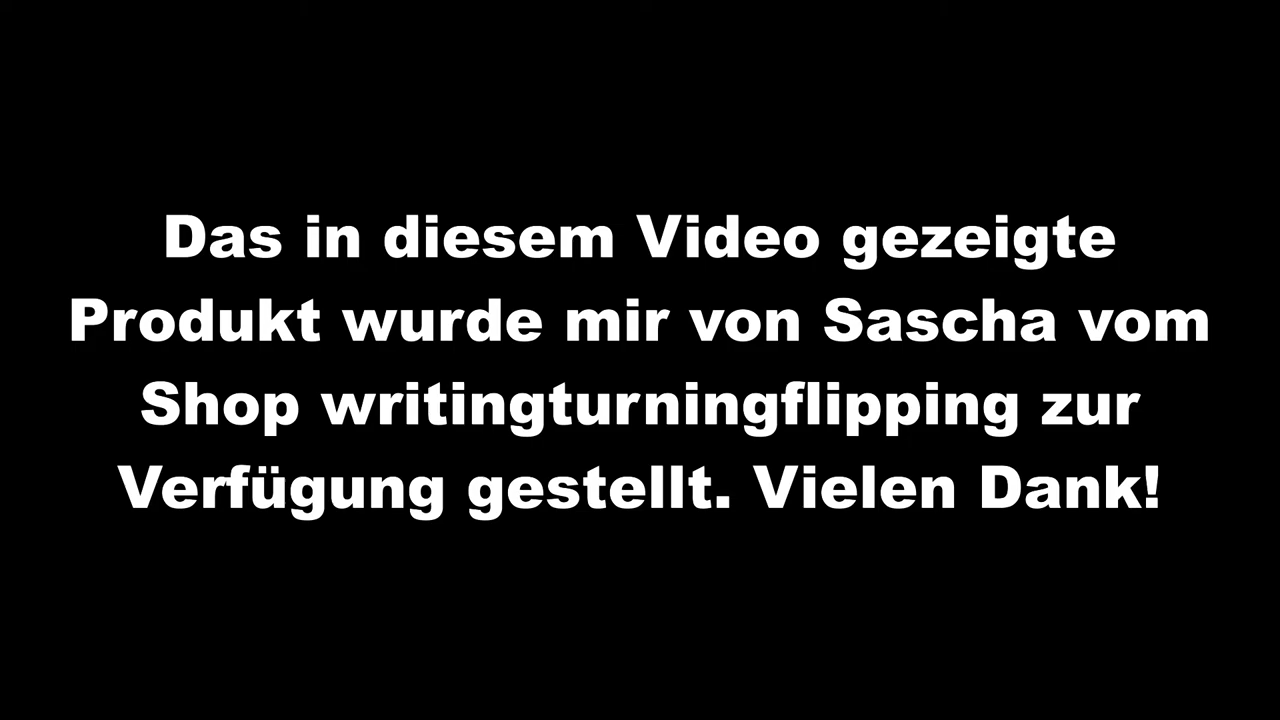 Das in diesem Video gezeigte
Produkt wurde mir von Sascha vom
Shop writingturningflipping zur
Verfügung gestellt. Vielen Dank!